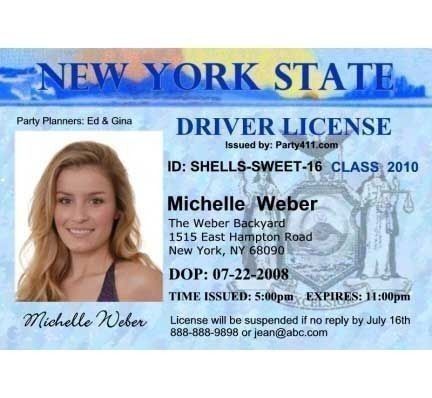 NEW YORK STATE
Party Planners: Ed & Gina
DRIVER LICENSE
Issued by: Party411.com
ID: SHELLS-SWEET-16 CLASS 2010
Michelle Weber
The Weber Backyard
1515 East Hampton Road
New York, NY 68090
DOP: 07-22-2008
TIME ISSUED: 5:00pm EXPIRES: 11:00pm
Michelle Weber
License will be suspended if no reply by July 16th
888-888-9898 or jean@abc.com